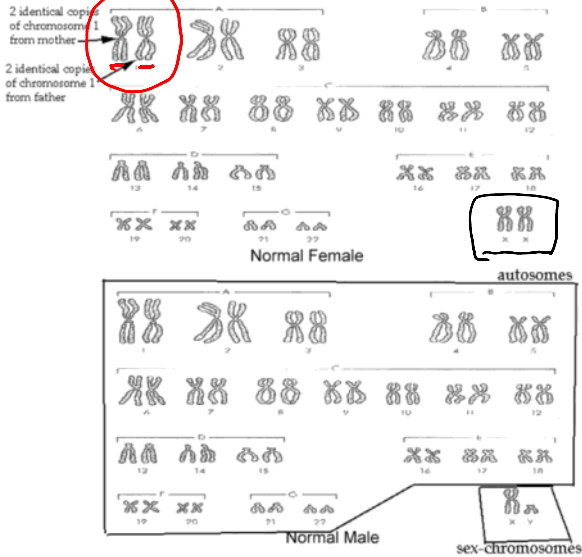 2 identical copies
of chromosome 1
from mother
2 identical copies
of chromosome 1
from father
A B
1 2 3 4 5
C
6 7 8 9 10 11 12
D E
13 14 15 16 17 18
F G
19 20 21 22 X X
Normal Female
autosomes
A B
1 2 3 4 5
C
6 7 8 9 10 11 12
D E
13 14 15 16 17 18
F G
19 20 21 22 X Y
Normal Male
sex-chromosomes